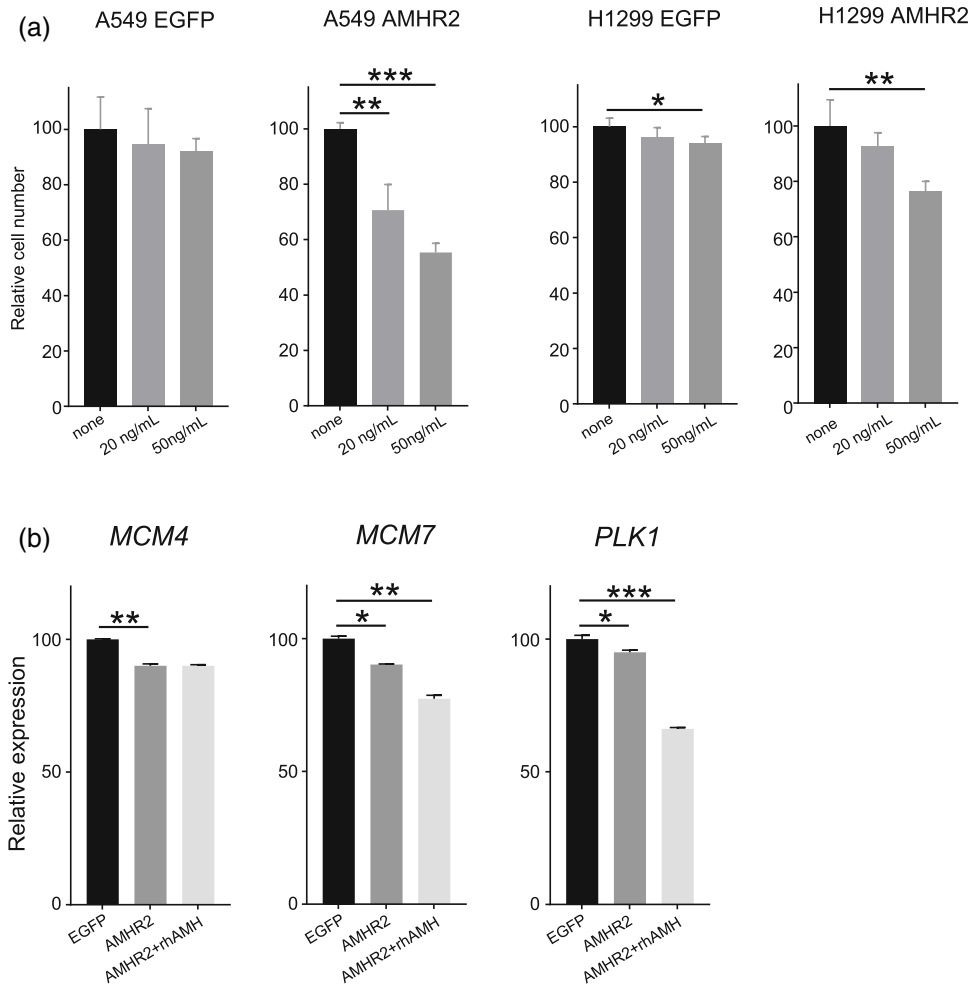 (a)
A549 EGFP
A549 AMHR2
H1299 EGFP
H1299 AMHR2
Relative cell number
100
80
60
40
20
0
none
20 ng/mL
50ng/mL
***
**
100
80
60
40
20
0
none
20 ng/mL
50ng/mL
*
100
80
60
40
20
0
none
20 ng/mL
50ng/mL
**
100
80
60
40
20
0
none
20 ng/mL
50ng/mL
(b)
MCM4
MCM7
PLK1
Relative expression
**
100
50
0
EGFP
AMHR2
AMHR2+rhAMH
**
*
100
50
0
EGFP
AMHR2
AMHR2+rhAMH
***
*
100
50
0
EGFP
AMHR2
AMHR2+rhAMH